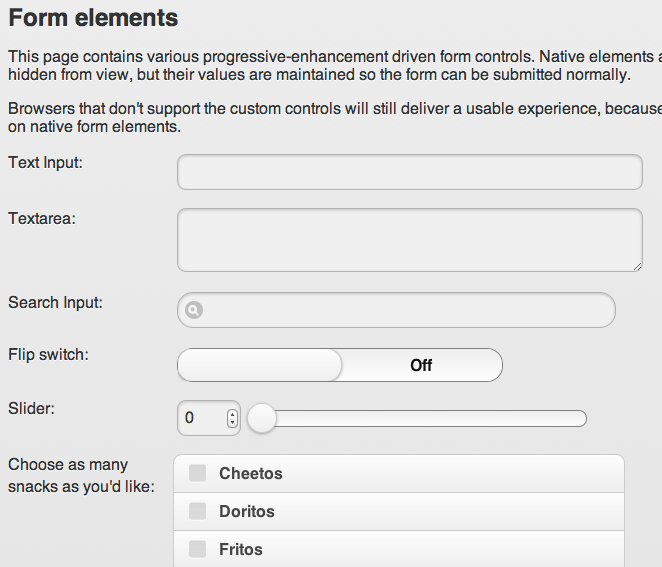 Form elements
This page contains various progressive-enhancement driven form controls. Native elements
hidden from view, but their values are maintained so the form can be submitted normally.
Browsers that don't support the custom controls will still deliver a usable experience, because
on native form elements.
Text Input:
Textarea:
Search Input:
Flip switch:
Off
Slider:
0
Choose as many
snacks as you'd like:
Cheetos
Doritos
Fritos